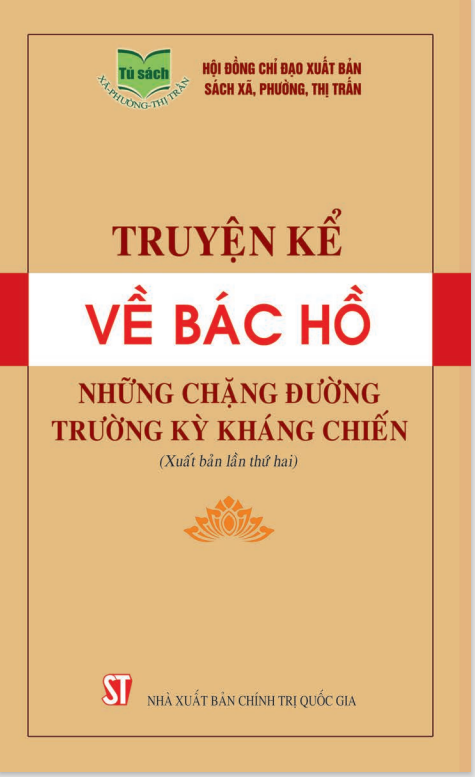 Tủ sách
XÃ-PHƯỜNG-THỊ TRẤN
HỘI ĐỒNG CHỈ ĐẠO XUẤT BẢN
SÁCH XÃ, PHƯỜNG, THỊ TRẤN
TRUYỆN KỂ
VỀ BÁC HỒ
NHỮNG CHẶNG ĐƯỜNG
TRƯỜNG KỲ KHÁNG CHIẾN
(Xuất bản lần thứ hai)
ST
NHÀ XUẤT BẢN CHÍNH TRỊ QUỐC GIA